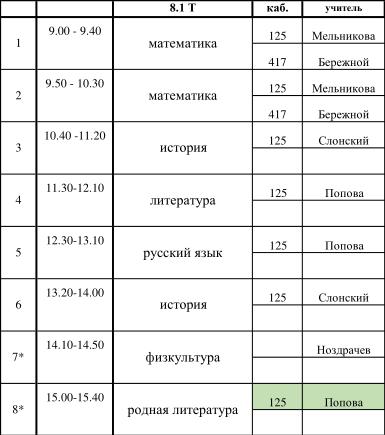 8.1 Т каб. учитель
1 9.00 - 9.40 математика 125 Мельникова
417 Бережной
2 9.50 - 10.30 математика 125 Мельникова
417 Бережной
3 10.40 -11.20 история 125 Слонский
4 11.30-12.10 литература 125 Попова
5 12.30-13.10 русский язык 125 Попова
6 13.20-14.00 история 125 Слонский
7* 14.10-14.50 физкультура Ноздрачев
8* 15.00-15.40 родная литература 125 Попова